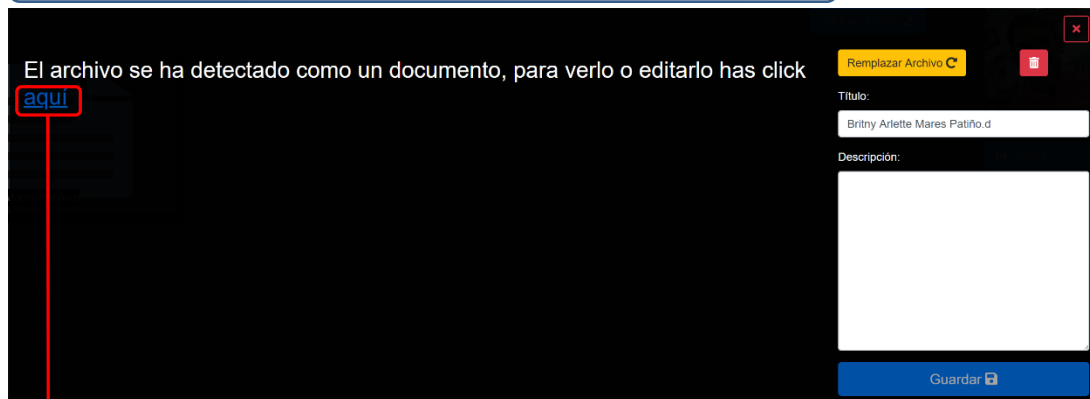 El archivo se ha detectado como un documento, para verlo o editarlo has click
aquí
Remplazar Archivo
Título:
Britny Arlette Mares Patiño.d
Descripción:
Guardar